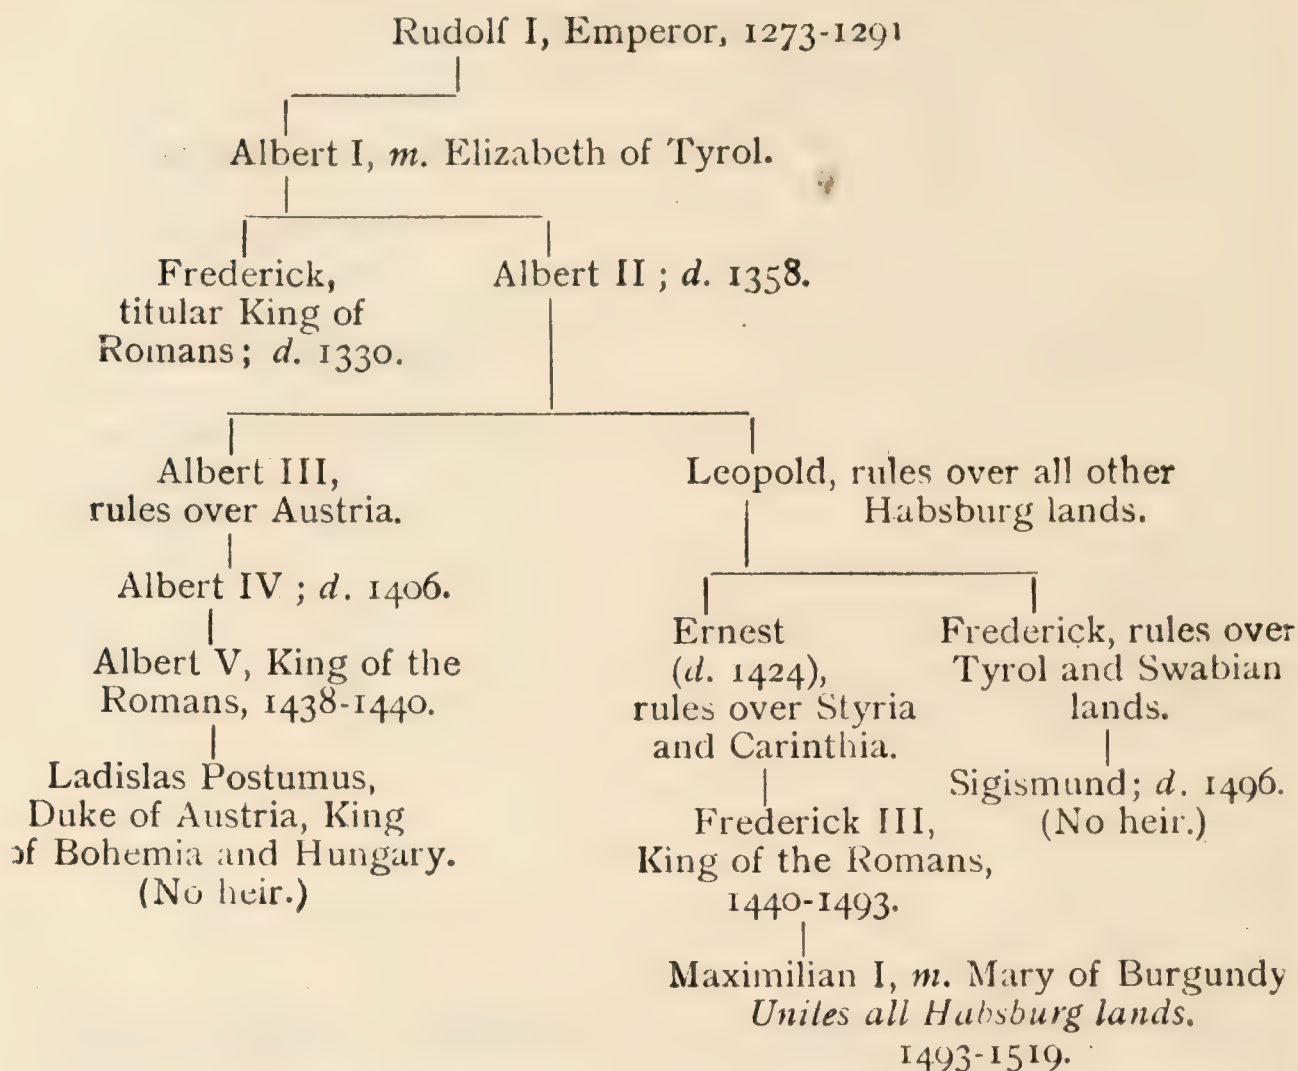 Rudolf I, Emperor, 1273-1291
Albert I, m. Elizabeth of Tyrol.
Frederick,
titular King of
Romans; d. 1330.
Albert II ; d. 1358.
Albert III,
rules over Austria.
Leopold, rules over all other
Habsburg lands.
Albert IV ; d. 1406.
Albert V, King of the
Romans, 1438-1440.
Ladislas Postumus,
Duke of Austria, King
of Bohemia and Hungary.
(No heir.)
Ernest
(d. 1424),
rules over Styria
and Carinthia.
Frederick III,
King of the Romans,
1440-1493.
Maximilian I, m. Mary of Burgundy
Unites all Habsburg lands.
1493-1519.
Frederick, rules over
Tyrol and Swabian
lands.
Sigismund; d. 1496.
(No heir.)